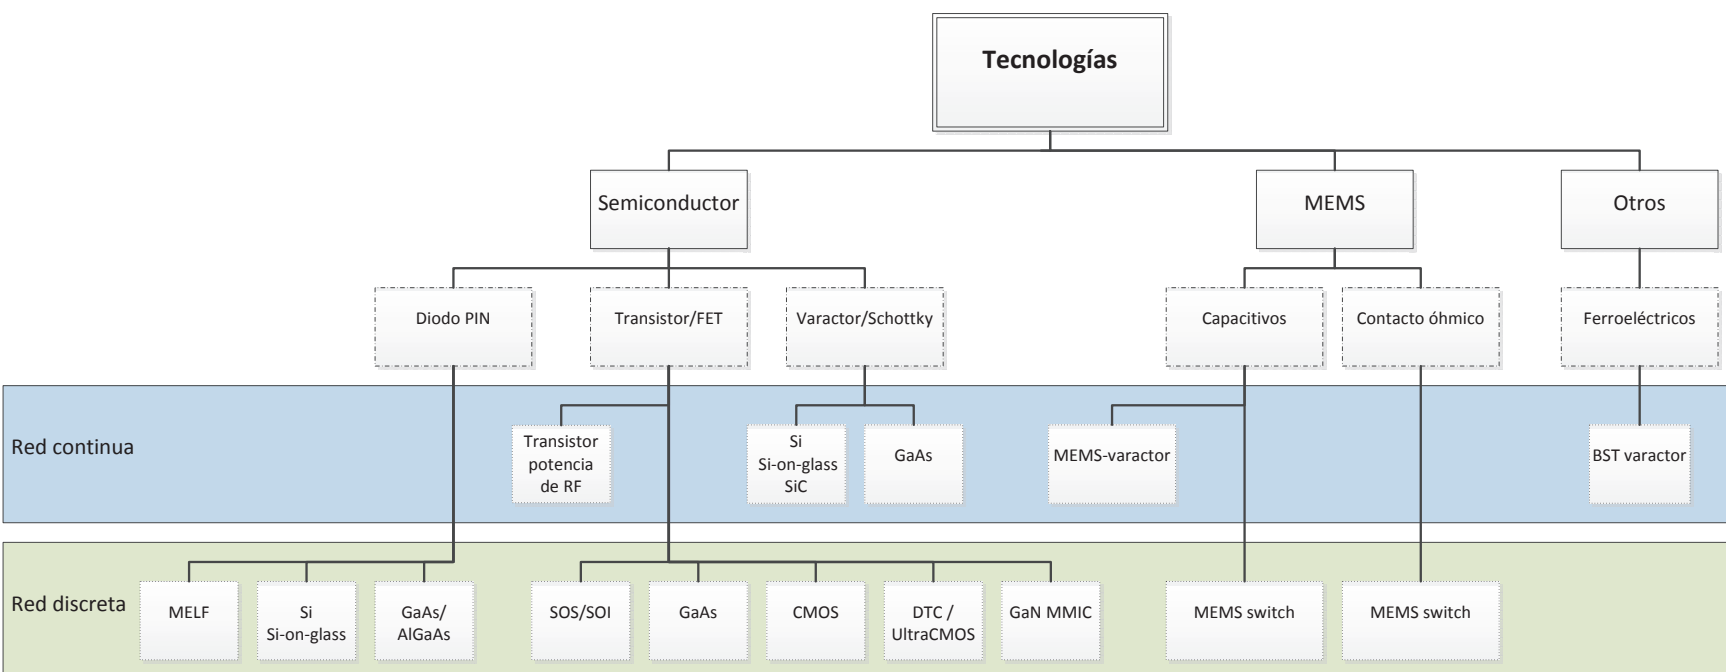 Tecnologías
Semiconductor
MEMS
Otros
Diodo PIN
Transistor/FET
Varactor/Schottky
Capacitivos
Contacto óhmico
Ferroeléctricos
Red continua
Transistor
potencia
de RF
Si
Si-on-glass
SiC
GaAs
MEMS-varactor
BST varactor
Red discreta
MELF
Si
Si-on-glass
GaAs/
AlGaAs
SOS/SOI
GaAs
CMOS
DTC /
UltraCMOS
GaN MMIC
MEMS switch
MEMS switch